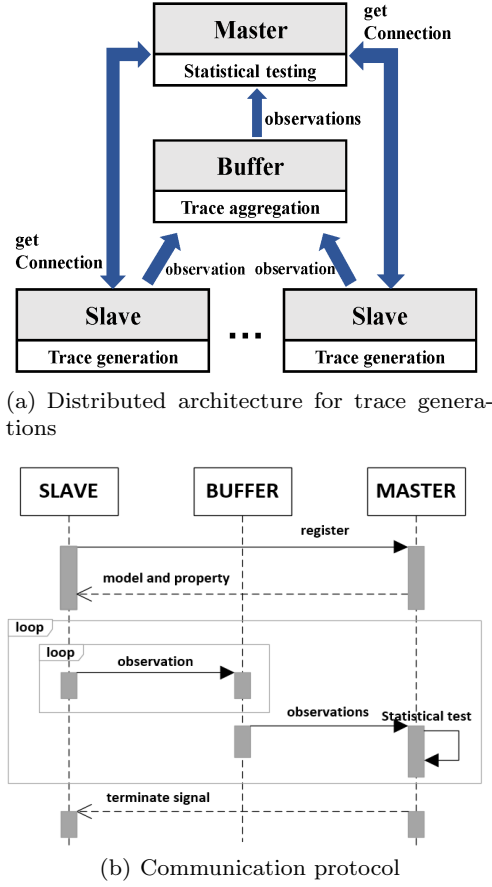 Master
Statistical testing
get
Connection
observations
Buffer
Trace aggregation
get
Connection
observation observation
Slave
Trace generation
...
Slave
Trace generation
(a) Distributed architecture for trace genera-
tions
SLAVE BUFFER MASTER
register
model and property
loop
loop
observation
observations
Statistical test
terminate signal
(b) Communication protocol